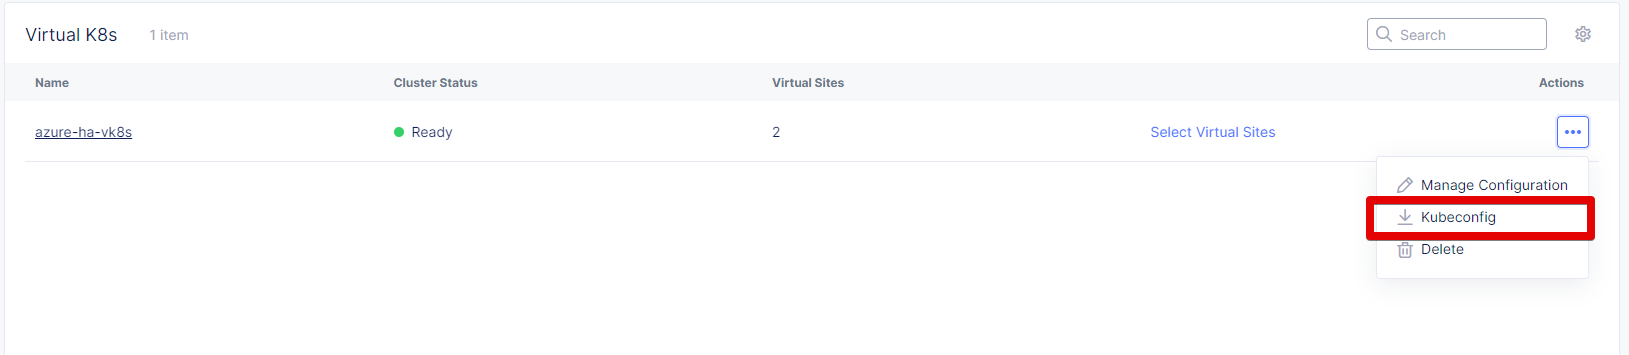 Virtual K8s 1 item Search
Name Cluster Status Virtual Sites Actions
azure-ha-vk8s Ready 2 Select Virtual Sites
Manage Configuration
Kubeconfig
Delete